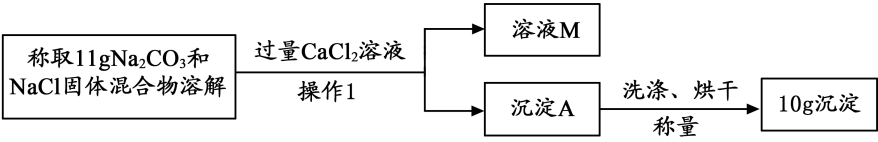 称取11gNa₂CO₃和
NaCl固体混合物溶解
过量CaCl₂溶液
操作1
溶液M
沉淀A
洗涤、烘干
称量
10g沉淀